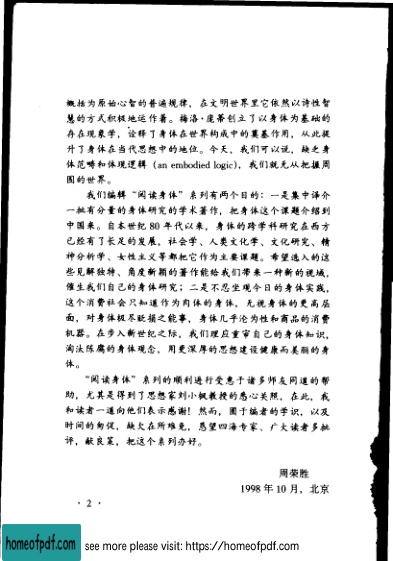 概括为原始心智的普遍规律，在文明世界里它依然以诗性智
慧的方式积极地运作着。梅洛·庞蒂创立了以身体为基础的
存在现象学，诠释了身体在世界构成中的奠基作用，从此提
升了身体在当代思想中的地位。今天，我们可以说，缺乏身
体范畴和体现逻辑（an embodied logic），我们就无从把握周
围的世界。
我们编辑“阅读身体”系列有两个目的：一是集中译介
一批有分量的身体研究的学术著作，把身体这个课题介绍到
中国来。自本世纪80年代以来，身体的跨学科研究在西方
已经有了长足的发展，社会学、人类文化学、文化研究、精
神分析学、女性主义等都把它作为主要课题。希望选入的这
些见解独特、角度新颖的著作能给我们带来一种新的视域，
催生我们自己的身体研究；二是不忍坐观今日的身体实践，
这个消费社会只知道作为肉体的身体，无视身体的更高层
面，对身体极尽贬损之能事，身体几乎沦为性和商品的消费
机器。在步入新世纪之际，我们理应重审自己的身体知识，
淘汰陈腐的身体观念，用更深厚的思想建设健康而美丽的身
体。
“阅读身体”系列的顺利进行受惠于诸多师友同道的帮
助，尤其是得到了思想家刘小枫教授的悉心关照，在此，我
和读者一道向他们表示感谢！然而，囿于编者的学识，以及
时间的匆促，缺欠在所难免，恳望四海专家、广大读者多批
评，献良策，把这个系列办好。
周荣胜
1998年10月，北京
·2·
homeofpdf.com
see more please visit: https://homeofpdf.com